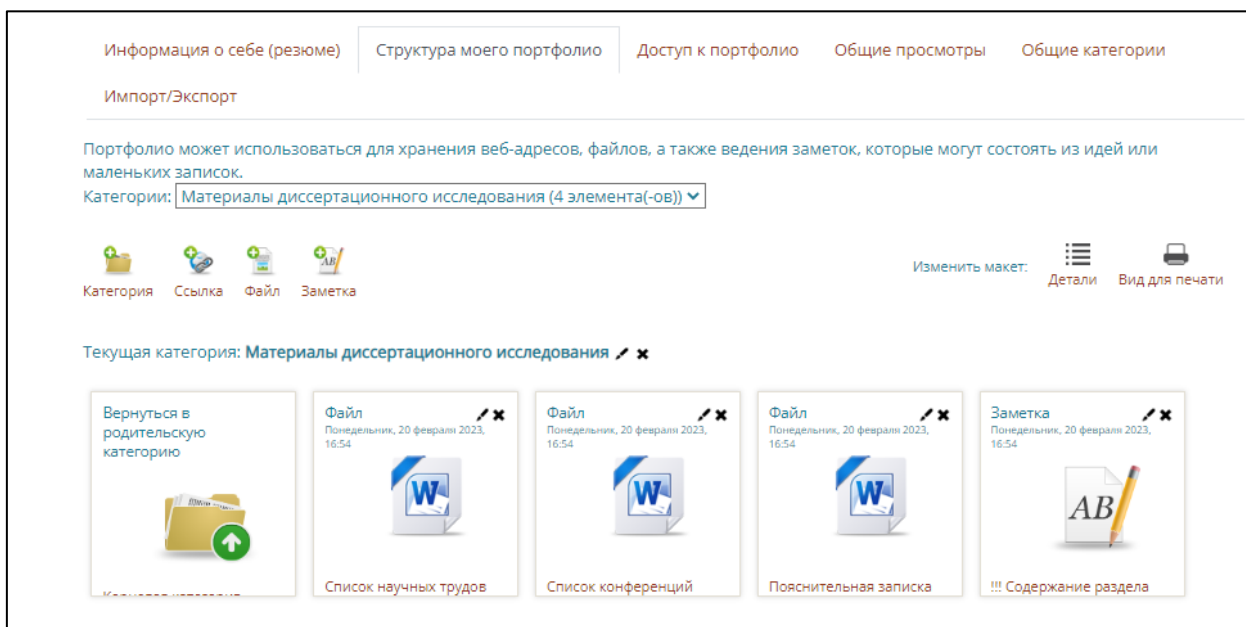 Информация о себе (резюме) Структура моего портфолио Доступ к портфолио Общие просмотры Общие категории
Импорт/Экспорт
Портфолио может использоваться для хранения веб-адресов, файлов, а также ведения заметок, которые могут состоять из идей или
маленьких записок.
Категории: Материалы диссертационного исследования (4 элемента(-ов))
Категория Ссылка Файл Заметка
Изменить макет: Детали Вид для печати
Текущая категория: Материалы диссертационного исследования
Вернуться в
родительскую
категорию
Корневая категория
Файл
Понедельник, 20 февраля 2023,
16:54
W
Список научных трудов
Файл
Понедельник, 20 февраля 2023,
16:54
W
Список конференций
Файл
Понедельник, 20 февраля 2023,
16:54
W
Пояснительная записка
Заметка
Понедельник, 20 февраля 2023,
16:54
AB
!!! Содержание раздела